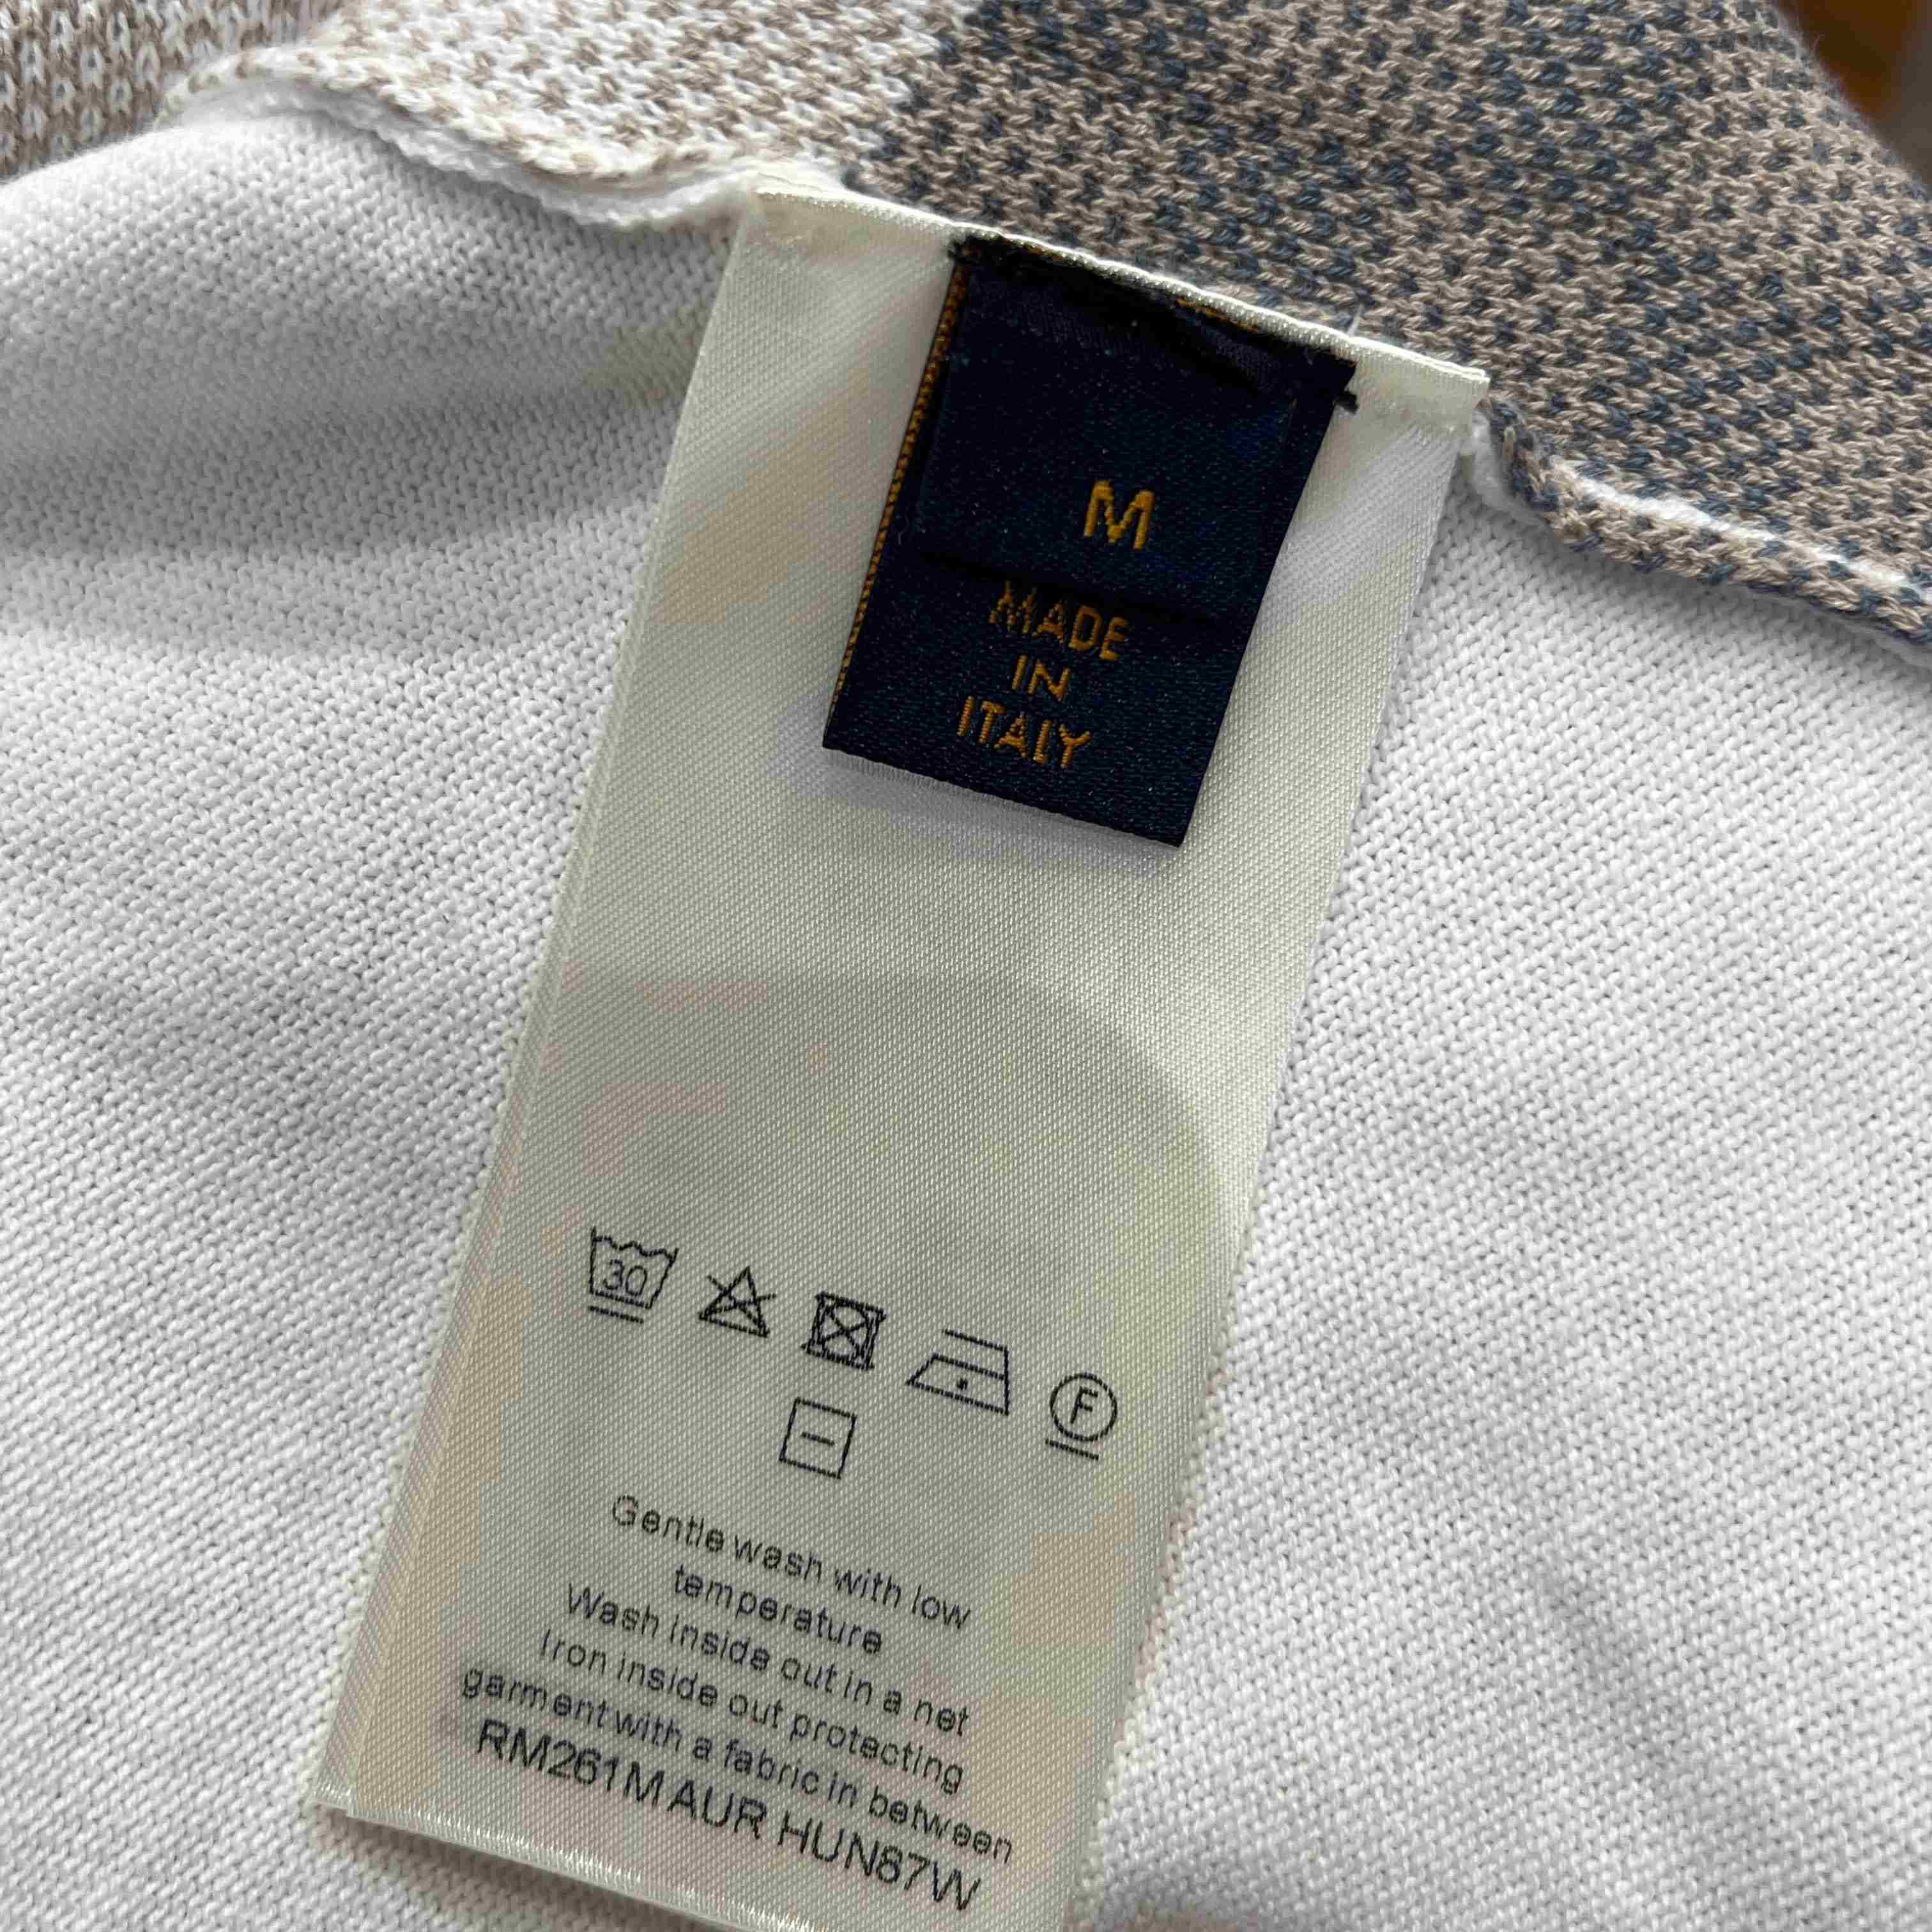 M
MADE
IN
ITALY
30
F
Gentle wash with low
temperature
Wash inside out in a net
Iron inside out protecting
garment with a fabric in between
RM261M AUR HUN87W